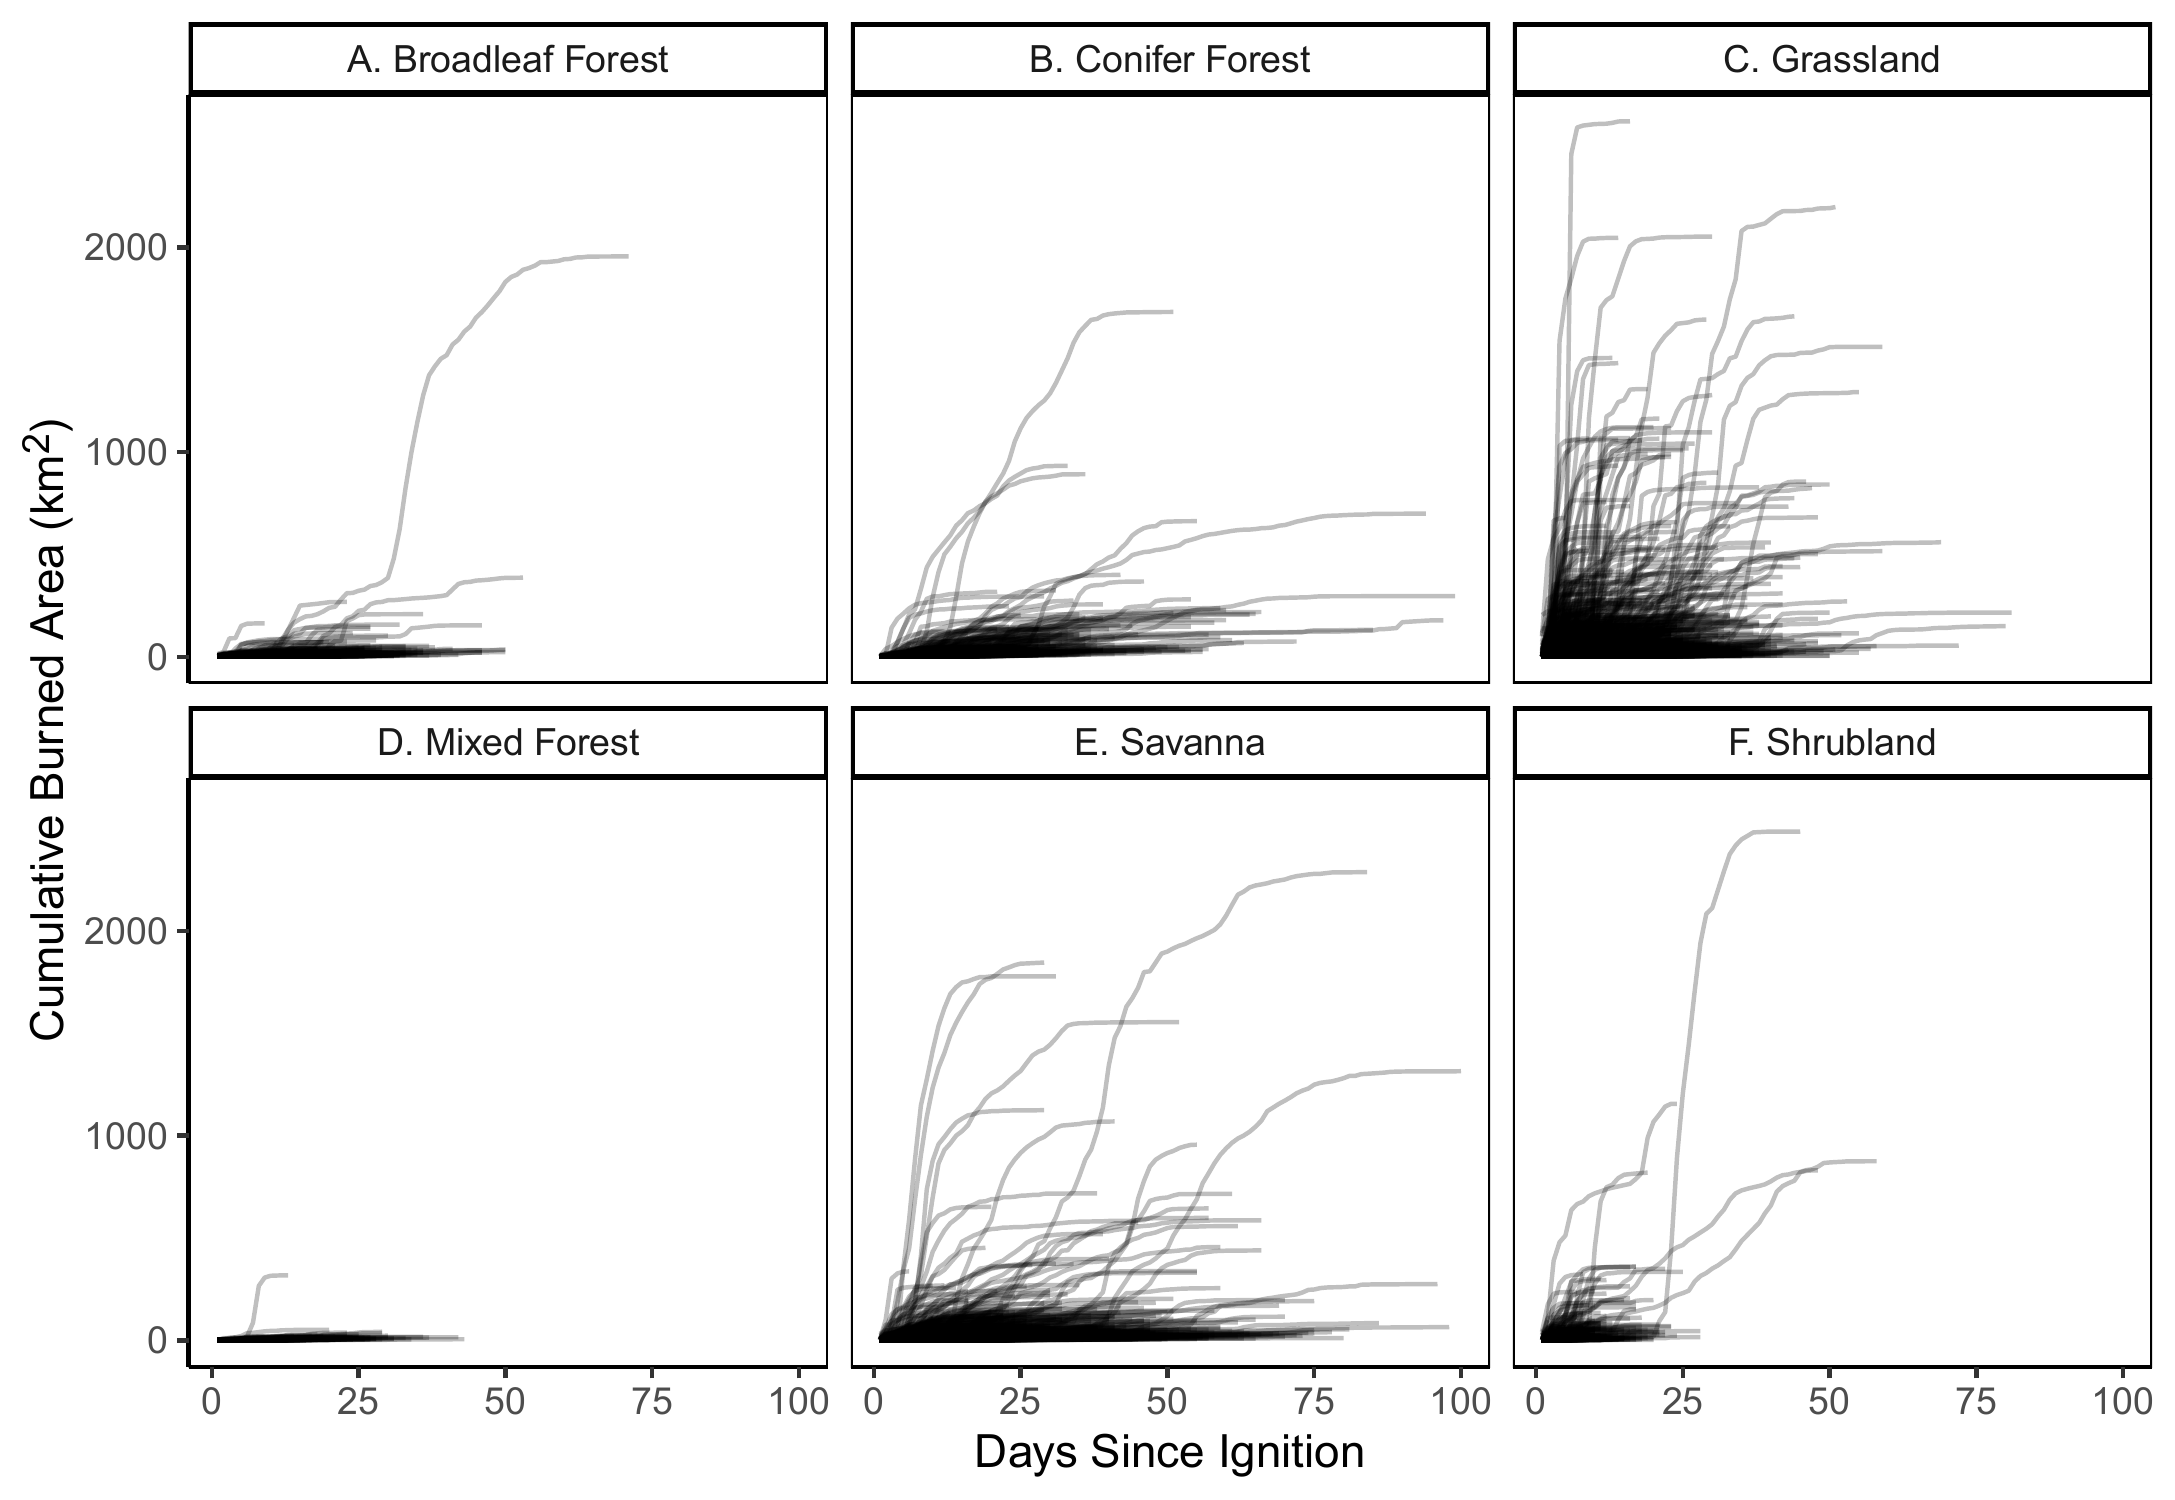 A. Broadleaf Forest
B. Conifer Forest
C. Grassland
2000
1000
0
D. Mixed Forest
E. Savanna
F. Shrubland
2000
1000
0
0 25 50 75 100
0 25 50 75 100
0 25 50 75 100
Cumulative Burned Area (km²)
Days Since Ignition